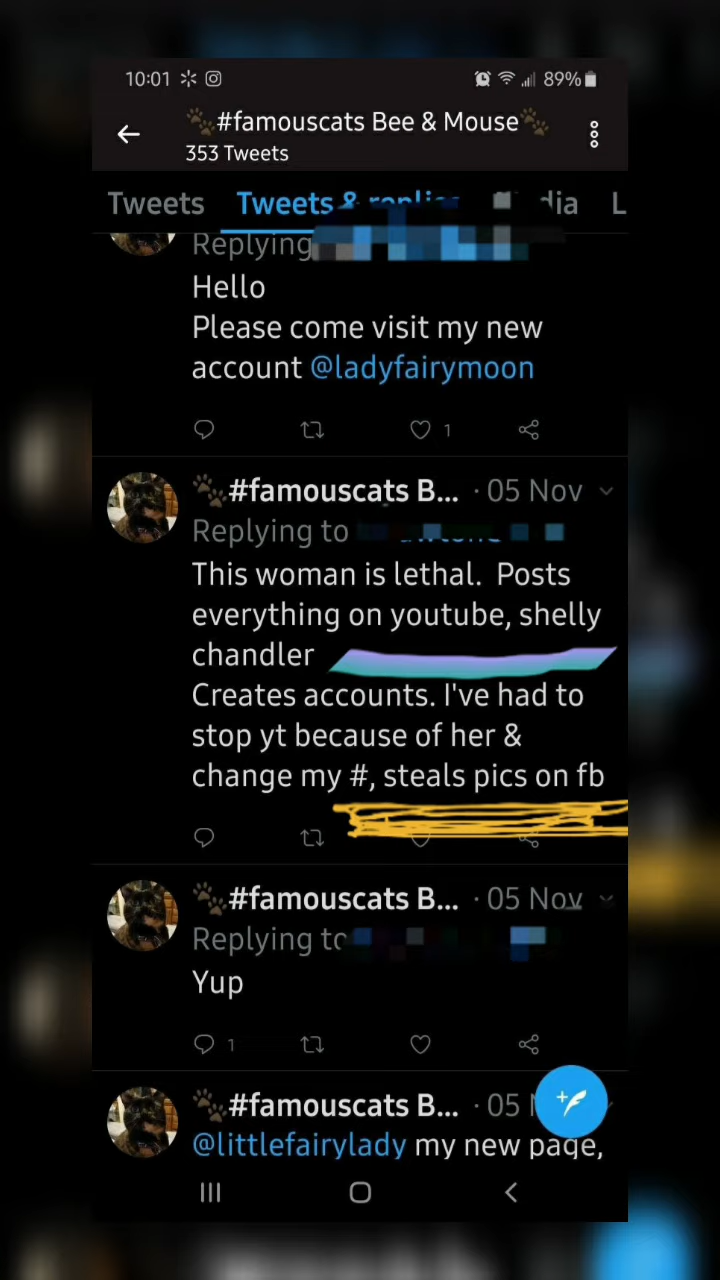 10:01 89%
🐾#famouscats Bee & Mouse🐾
353 Tweets
Tweets Tweets & replies dia L
Replying
Hello
Please come visit my new
account @ladyfairymoon
1
🐾#famouscats B... · 05 Nov
Replying to
This woman is lethal. Posts
everything on youtube, shelly
chandler
Creates accounts. I've had to
stop yt because of her &
change my #, steals pics on fb
🐾#famouscats B... · 05 Nov
Replying to
Yup
1
🐾#famouscats B... · 05
@littlefairylady my new page,